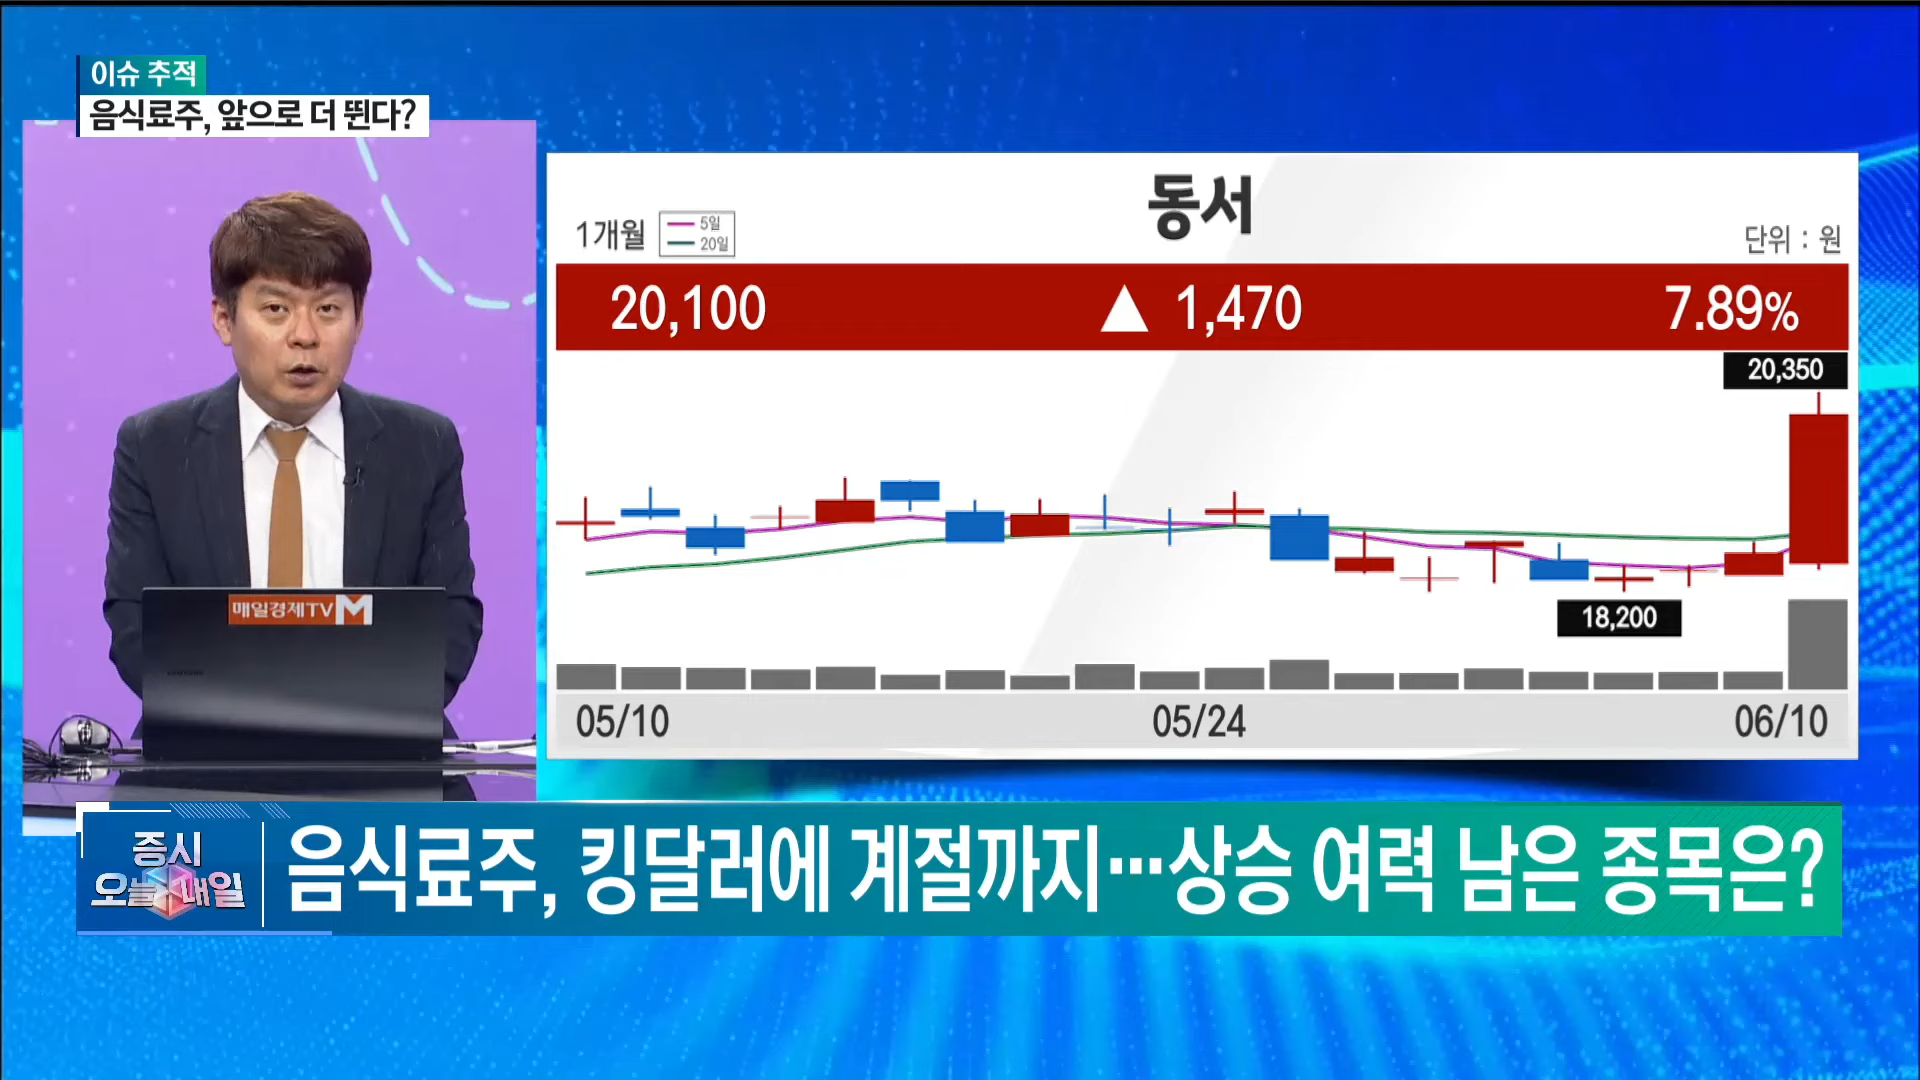 이슈 추적
음식료주, 앞으로 더 뛴다?
동서
1개월
5일
20일
단위 : 원
20,100 ▲ 1,470 7.89%
20,350
18,200
05/10 05/24 06/10
매일경제TV M
증시
오늘 내일
음식료주, 킹달러에 계절까지…상승 여력 남은 종목은?